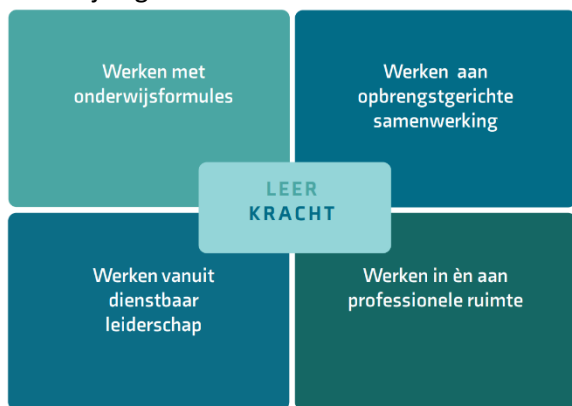 Werken met
onderwijsformules
Werken aan
opbrengstgerichte
samenwerking
LEER
KRACHT
Werken vanuit
dienstbaar
leiderschap
Werken in èn aan
professionele ruimte